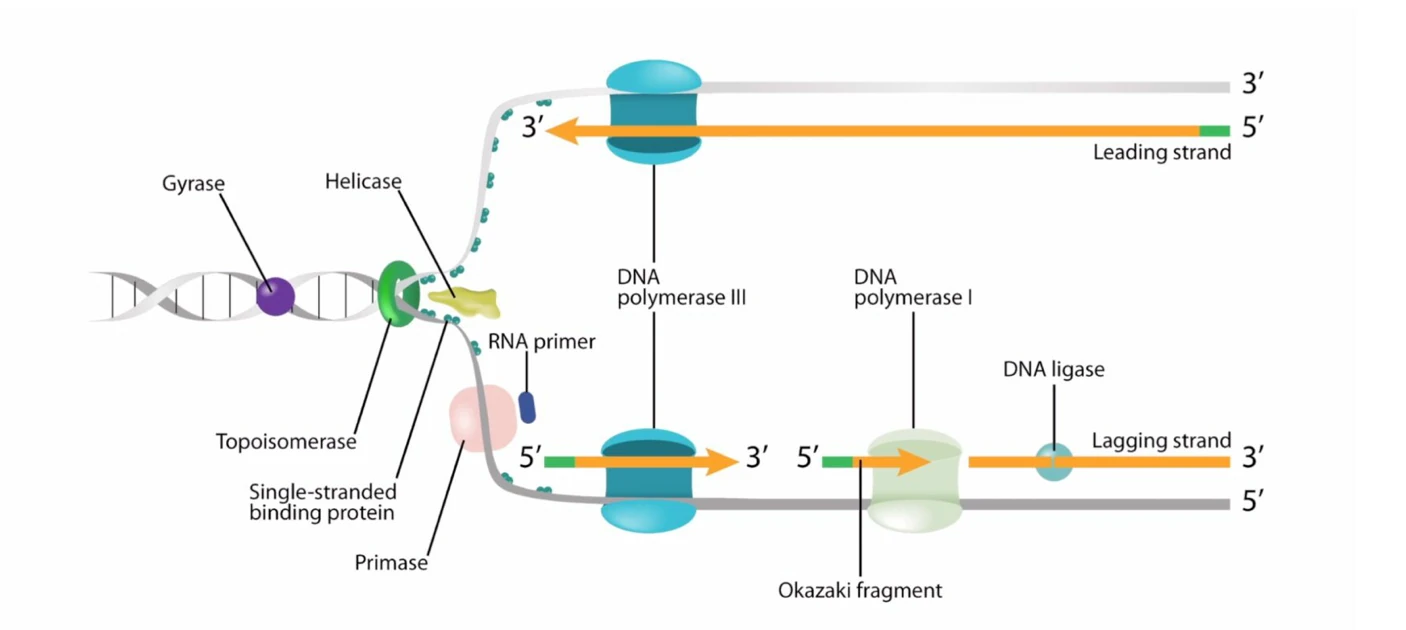 3′
3′
5′
Leading strand
Gyrase
Helicase
DNA
polymerase III
DNA
polymerase I
RNA primer
DNA ligase
Topoisomerase
Lagging strand
5′
3′
5′
3′
Single-stranded
binding protein
5′
Primase
Okazaki fragment